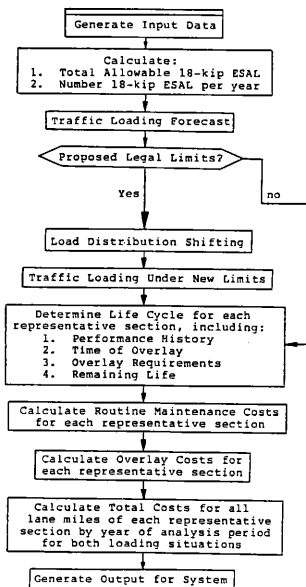 Generate Input Data
Calculate:
1. Total Allowable 18-kip ESAL
2. Number 18-kip ESAL per year
Traffic Loading Forecast
Proposed Legal Limits?
Yes
no
Load Distribution Shifting
Traffic Loading Under New Limits
Determine Life Cycle for each
representative section, including:
1. Performance History
2. Time of Overlay
3. Overlay Requirements
4. Remaining Life
Calculate Routine Maintenance Costs
for each representative section
Calculate Overlay Costs for
each representative section
Calculate Total Costs for all
lane miles of each representative
section by year of analysis period
for both loading situations
Generate Output for System